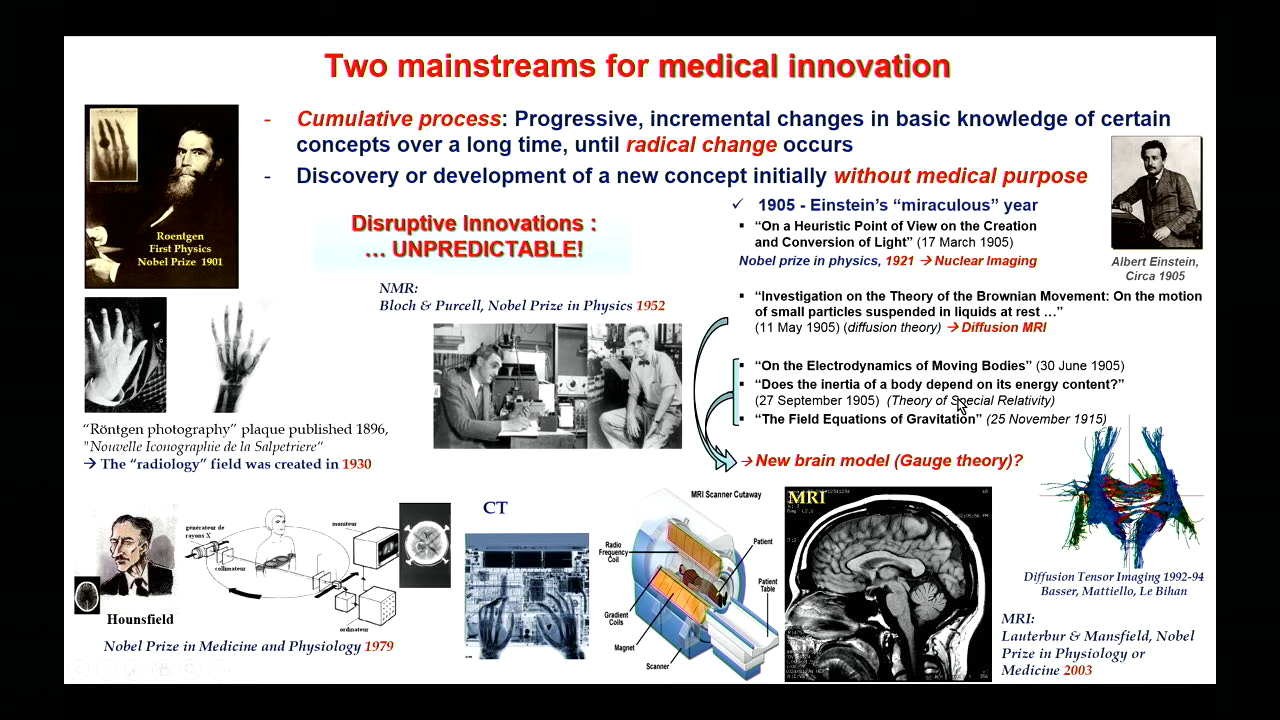 Two mainstreams for medical innovation
- Cumulative process: Progressive, incremental changes in basic knowledge of certain
concepts over a long time, until radical change occurs
- Discovery or development of a new concept initially without medical purpose
Roentgen
First Physics
Nobel Prize 1901
Disruptive Innovations :
… UNPREDICTABLE!
✓ 1905 - Einstein’s “miraculous” year
▪ “On a Heuristic Point of View on the Creation
and Conversion of Light” (17 March 1905)
Nobel prize in physics, 1921 → Nuclear Imaging
Albert Einstein,
Circa 1905
NMR:
Bloch & Purcell, Nobel Prize in Physics 1952
▪ “Investigation on the Theory of the Brownian Movement: On the motion
of small particles suspended in liquids at rest …”
(11 May 1905) (diffusion theory) → Diffusion MRI
▪ “On the Electrodynamics of Moving Bodies” (30 June 1905)
▪ “Does the inertia of a body depend on its energy content?”
(27 September 1905) (Theory of Special Relativity)
▪ “The Field Equations of Gravitation” (25 November 1915)
→ New brain model (Gauge theory)?
“Röntgen photography” plaque published 1896,
"Nouvelle Iconographie de la Salpetriere“
→ The “radiology” field was created in 1930
Hounsfield
générateur de
rayons X
collimateur
moniteur
ordinateur
Nobel Prize in Medicine and Physiology 1979
CT
MRI Scanner Cutaway
Radio
Frequency
Coil
Patient
Patient
Table
Gradient
Coils
Magnet
Scanner
MRI
Diffusion Tensor Imaging 1992-94
Basser, Mattiello, Le Bihan
MRI:
Lauterbur & Mansfield, Nobel
Prize in Physiology or
Medicine 2003